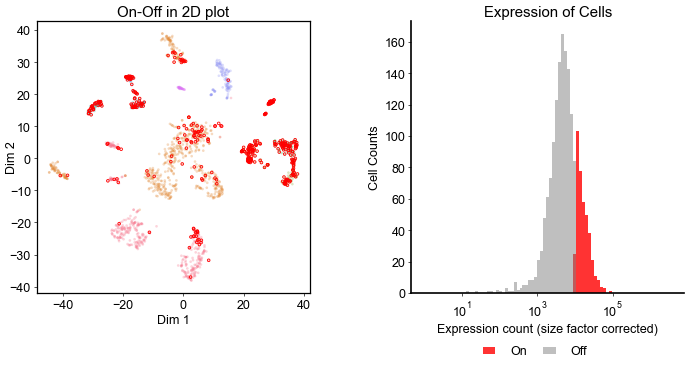 On-Off in 2D plot
Dim 2
40
30
20
10
0
−10
−20
−30
−40
−40 −20 0 20 40
Dim 1
Expression of Cells
Cell Counts
160
140
120
100
80
60
40
20
0
10^1 10^3 10^5
Expression count (size factor corrected)
On Off